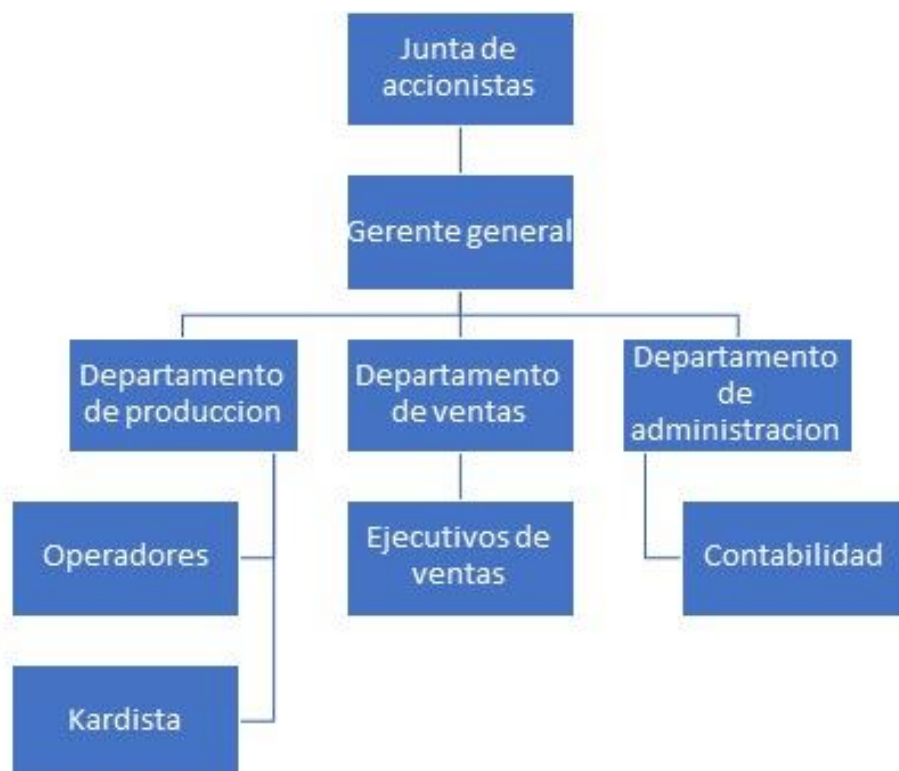 Junta de
accionistas
Gerente general
Departamento
de produccion
Departamento
de ventas
Departamento
de
administracion
Operadores
Ejecutivos de
ventas
Contabilidad
Kardista